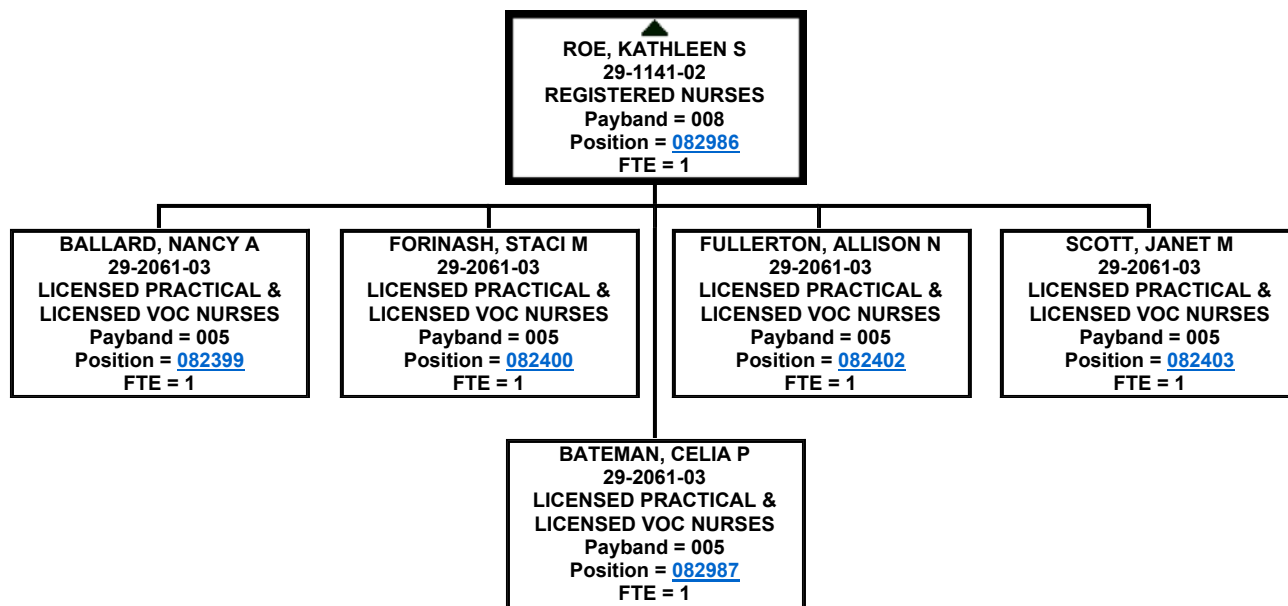 ROE, KATHLEEN S
29-1141-02
REGISTERED NURSES
Payband = 008
Position = 082986
FTE = 1
BALLARD, NANCY A
29-2061-03
LICENSED PRACTICAL &
LICENSED VOC NURSES
Payband = 005
Position = 082399
FTE = 1
FORINASH, STACI M
29-2061-03
LICENSED PRACTICAL &
LICENSED VOC NURSES
Payband = 005
Position = 082400
FTE = 1
FULLERTON, ALLISON N
29-2061-03
LICENSED PRACTICAL &
LICENSED VOC NURSES
Payband = 005
Position = 082402
FTE = 1
SCOTT, JANET M
29-2061-03
LICENSED PRACTICAL &
LICENSED VOC NURSES
Payband = 005
Position = 082403
FTE = 1
BATEMAN, CELIA P
29-2061-03
LICENSED PRACTICAL &
LICENSED VOC NURSES
Payband = 005
Position = 082987
FTE = 1